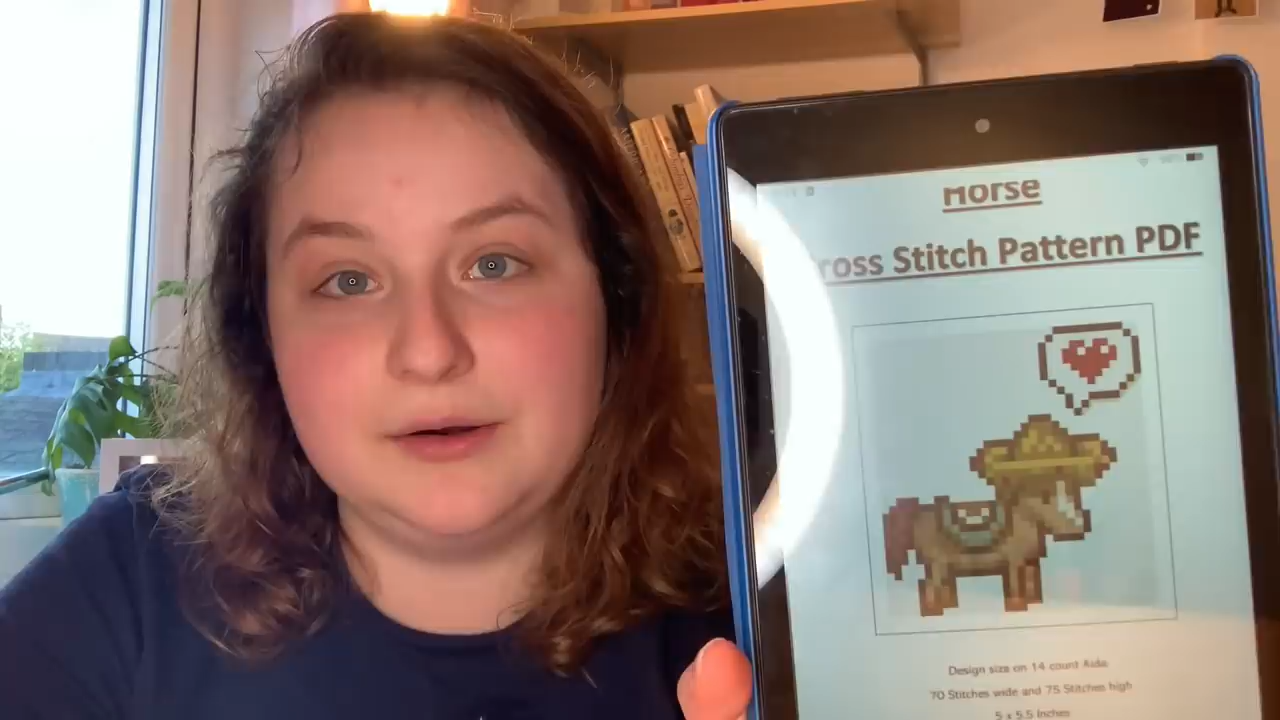 Horse
ross Stitch Pattern PDF
Design size on 14 count Aida
70 Stitches wide and 75 Stitches high
5 x 5.5 Inches